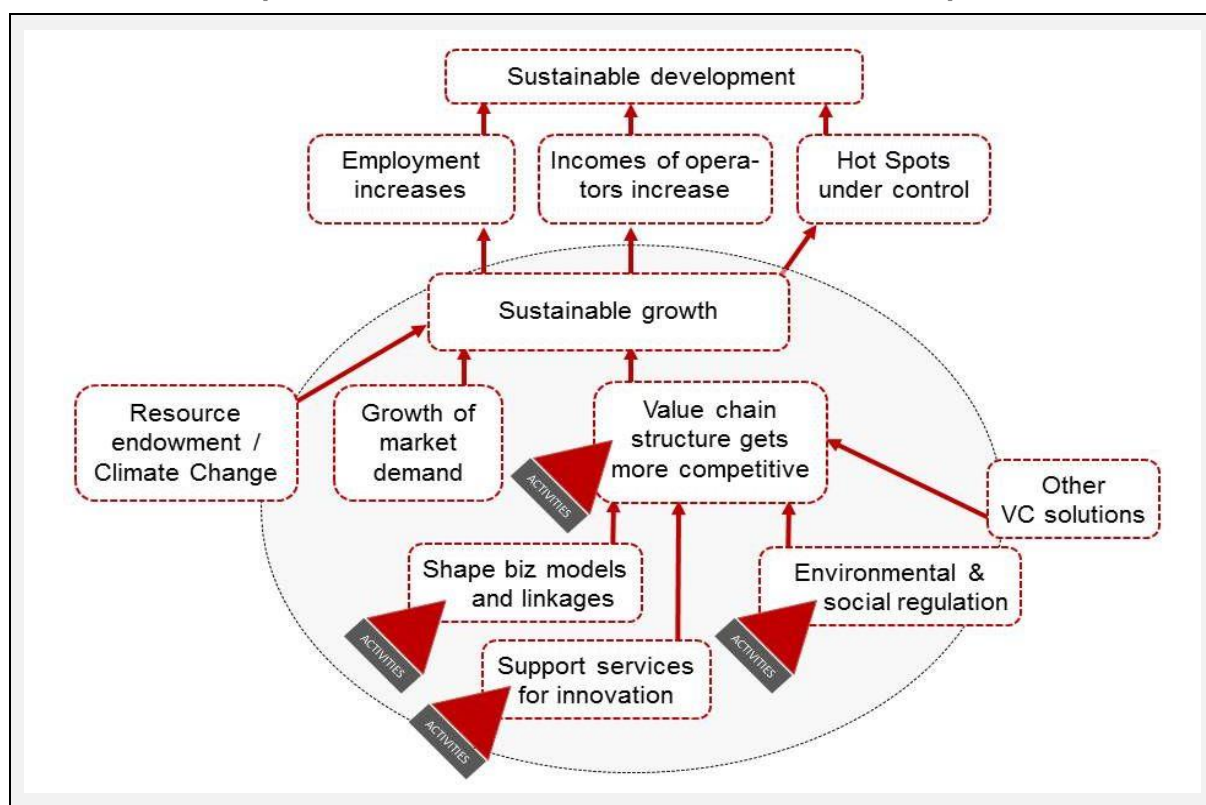 Sustainable development
Employment
increases
Incomes of opera-
tors increase
Hot Spots
under control
Sustainable growth
Resource
endowment /
Climate Change
Growth of
market
demand
Value chain
structure gets
more competitive
ACTIVITIES
Other
VC solutions
Shape biz models
and linkages
ACTIVITIES
Environmental &
social regulation
ACTIVITIES
Support services
for innovation
ACTIVITIES